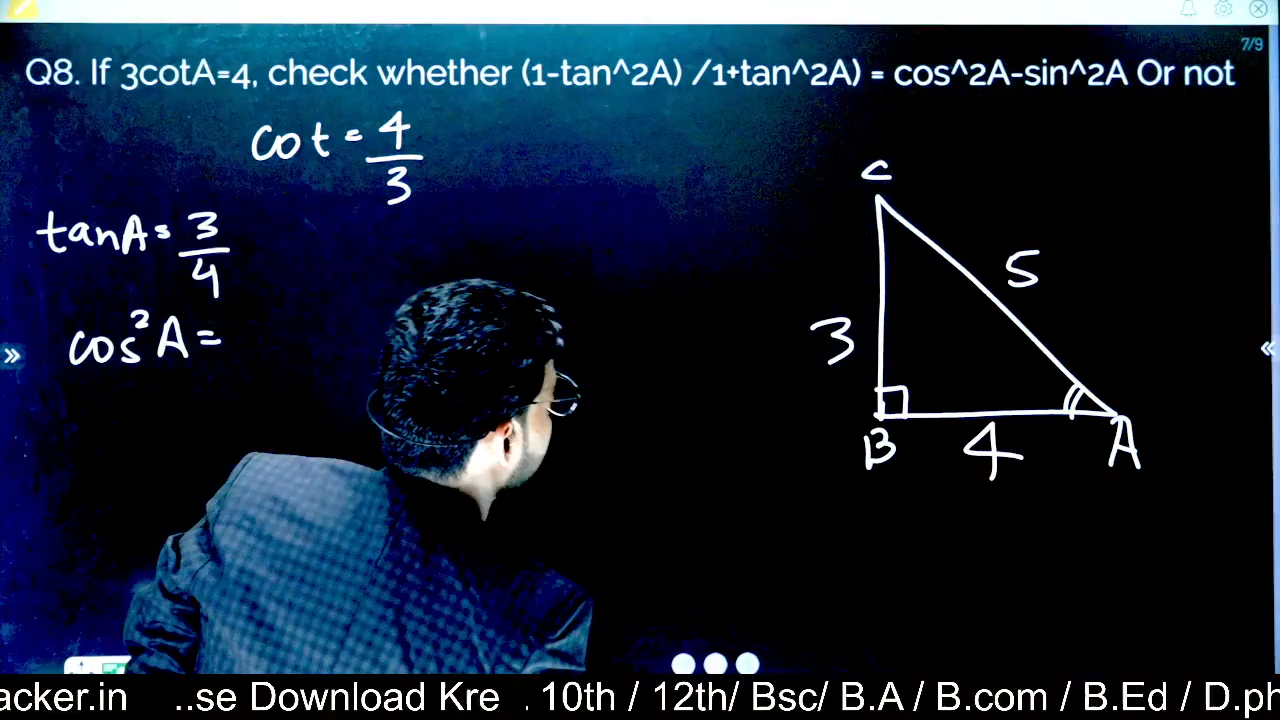 7/9
Q8. If 3cotA=4, check whether (1-tan^2A) /1+tan^2A) = cos^2A-sin^2A Or not
cot = 4/3
tanA = 3/4
cos²A =
C
5
3
B
4
A
acker.in ..se Download Kre . 10th / 12th/ Bsc/ B.A / B.com / B.Ed / D.ph